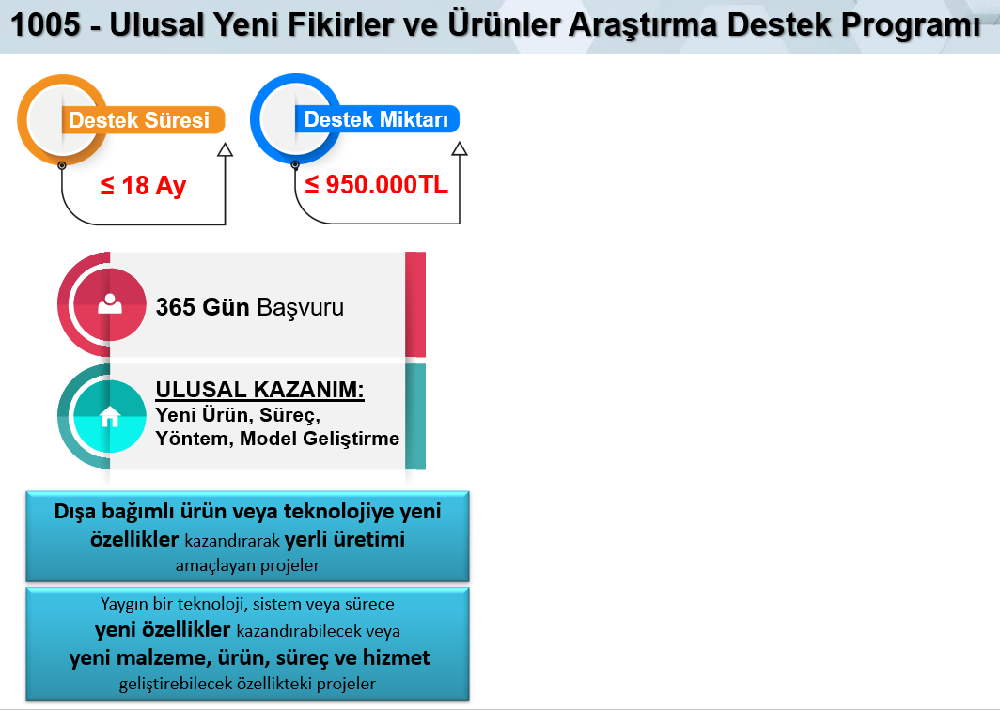 1005 - Ulusal Yeni Fikirler ve Ürünler Araştırma Destek Programı
Destek Süresi
≤ 18 Ay
Destek Miktarı
≤ 950.000TL
365 Gün Başvuru
ULUSAL KAZANIM:
Yeni Ürün, Süreç,
Yöntem, Model Geliştirme
Dışa bağımlı ürün veya teknolojiye yeni
özellikler kazandırarak yerli üretimi
amaçlayan projeler
Yaygın bir teknoloji, sistem veya sürece
yeni özellikler kazandırabilecek veya
yeni malzeme, ürün, süreç ve hizmet
geliştirebilecek özellikteki projeler